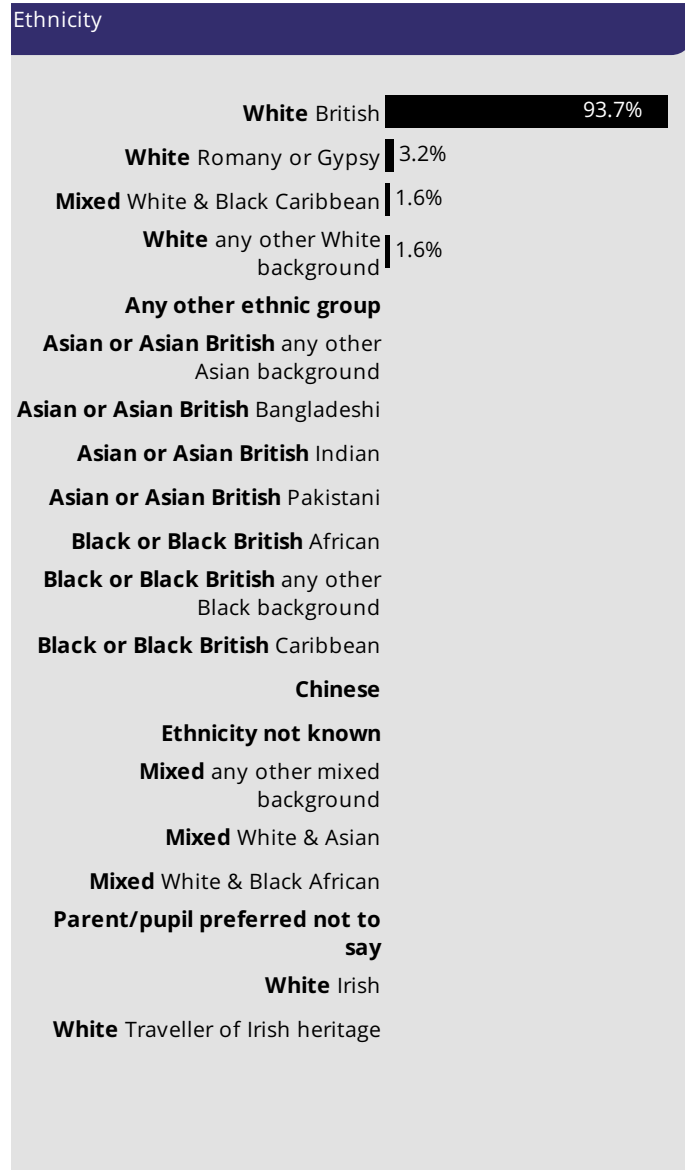 Ethnicity
White British 93.7%
White Romany or Gypsy 3.2%
Mixed White & Black Caribbean 1.6%
White any other White
background 1.6%
Any other ethnic group
Asian or Asian British any other
Asian background
Asian or Asian British Bangladeshi
Asian or Asian British Indian
Asian or Asian British Pakistani
Black or Black British African
Black or Black British any other
Black background
Black or Black British Caribbean
Chinese
Ethnicity not known
Mixed any other mixed
background
Mixed White & Asian
Mixed White & Black African
Parent/pupil preferred not to
say
White Irish
White Traveller of Irish heritage